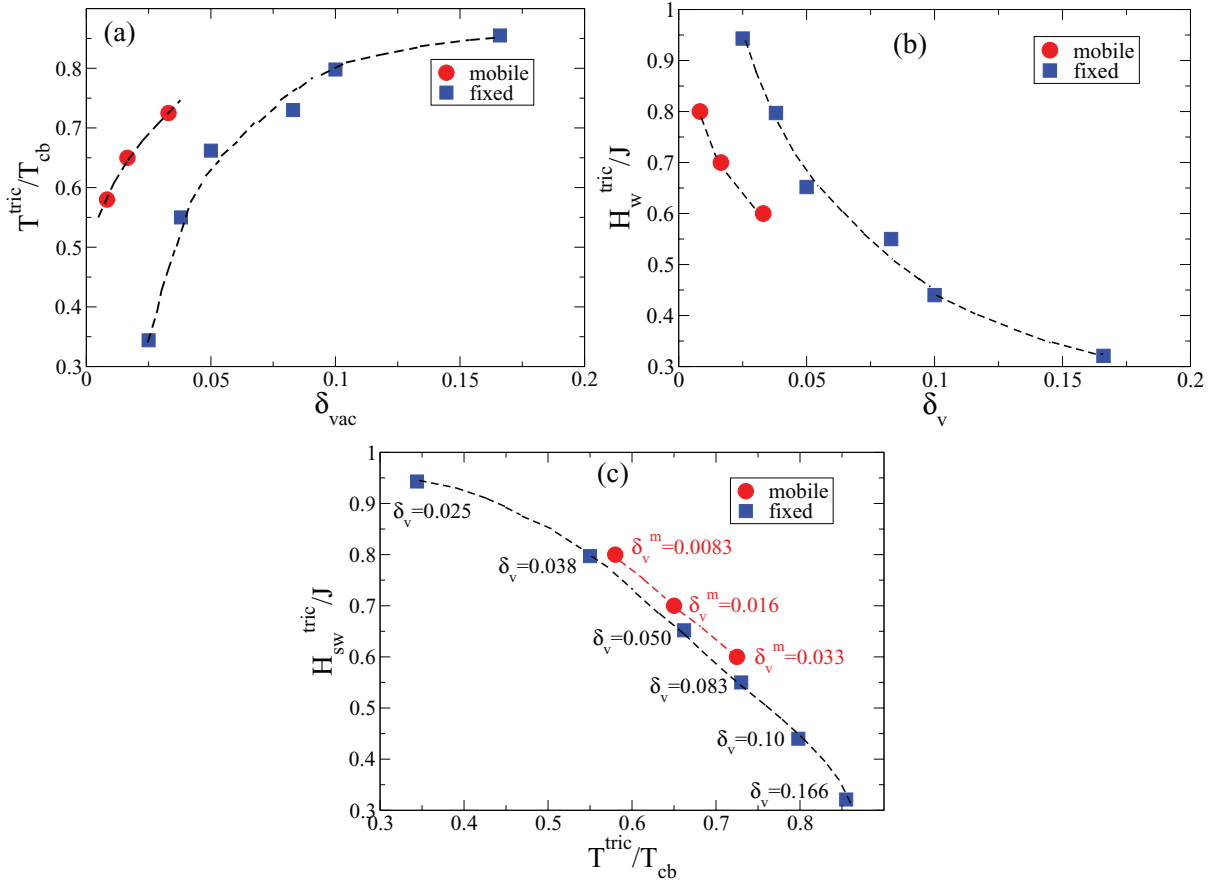 (a)
mobile
fixed
T^tric/T_cb
0.8
0.7
0.6
0.5
0.4
0.3
0
0.05
0.1
0.15
0.2
δ_vac
(b)
mobile
fixed
H_w^tric/J
1
0.9
0.8
0.7
0.6
0.5
0.4
0.3
0
0.05
0.1
0.15
0.2
δ_v
(c)
mobile
fixed
H_sw^tric/J
1
0.9
0.8
0.7
0.6
0.5
0.4
0.3
δ_v=0.025
δ_v=0.038
δ_v^m=0.0083
δ_v^m=0.016
δ_v=0.050
δ_v^m=0.033
δ_v=0.083
δ_v=0.10
δ_v=0.166
0.3
0.4
0.5
0.6
0.7
0.8
T^tric/T_cb